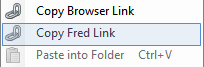 Copy Browser Link
Copy Fred Link
Paste into Folder Ctrl+V